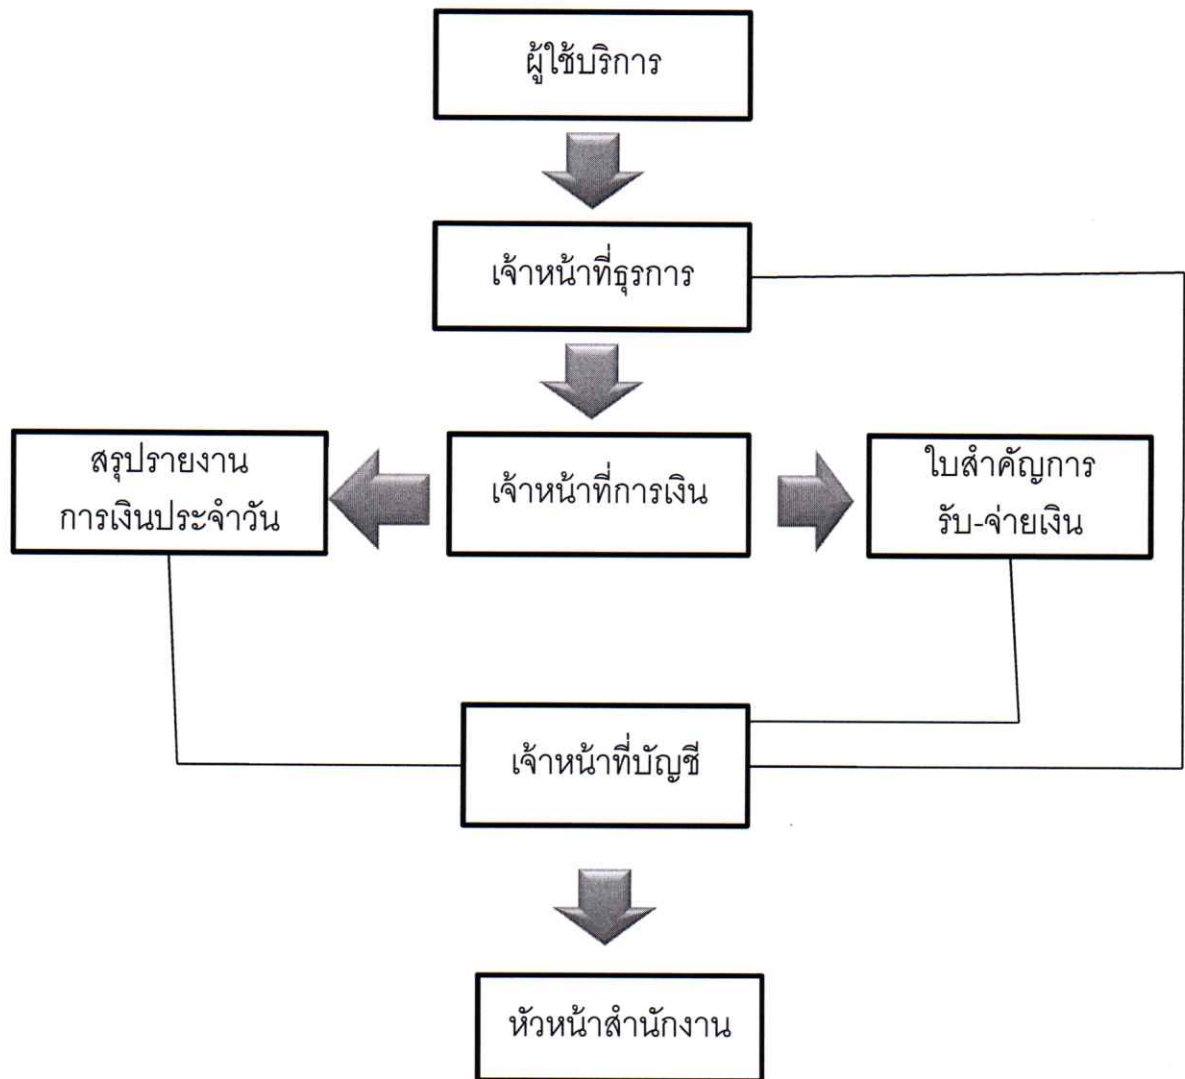 ผู้ใช้บริการ
เจ้าหน้าที่ธุรการ
สรุปรายงาน
การเงินประจำวัน
เจ้าหน้าที่การเงิน
ใบสำคัญการ
รับ-จ่ายเงิน
เจ้าหน้าที่บัญชี
หัวหน้าสำนักงาน